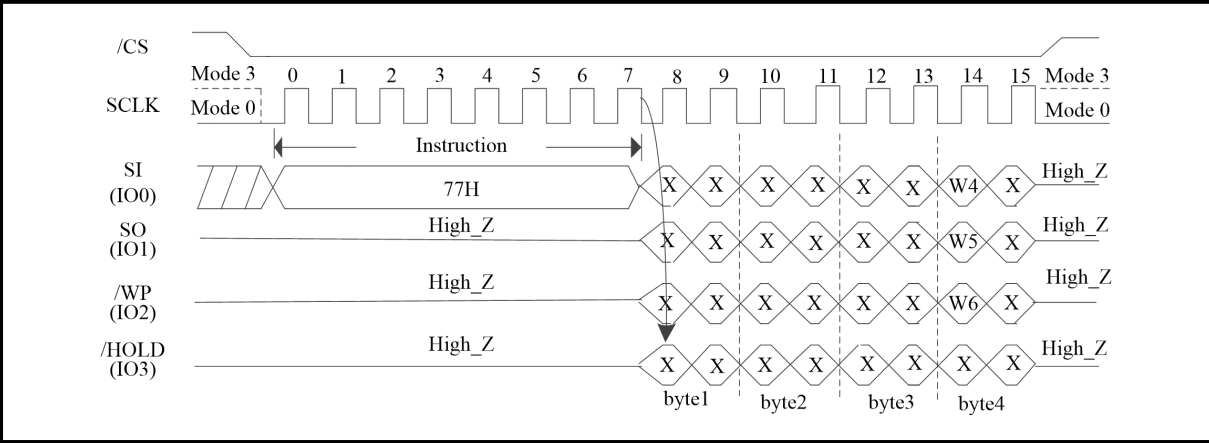 /CS
Mode 3 0 1 2 3 4 5 6 7 8 9 10 11 12 13 14 15 Mode 3
SCLK
Mode 0 Mode 0
Instruction
SI
(IO0)
77H
X X X X X X W4 X
High_Z
SO
(IO1)
High_Z
X X X X X X W5 X
High_Z
/WP
(IO2)
High_Z
X X X X X X W6 X
High_Z
/HOLD
(IO3)
High_Z
X X X X X X X X
High_Z
byte1 byte2 byte3 byte4